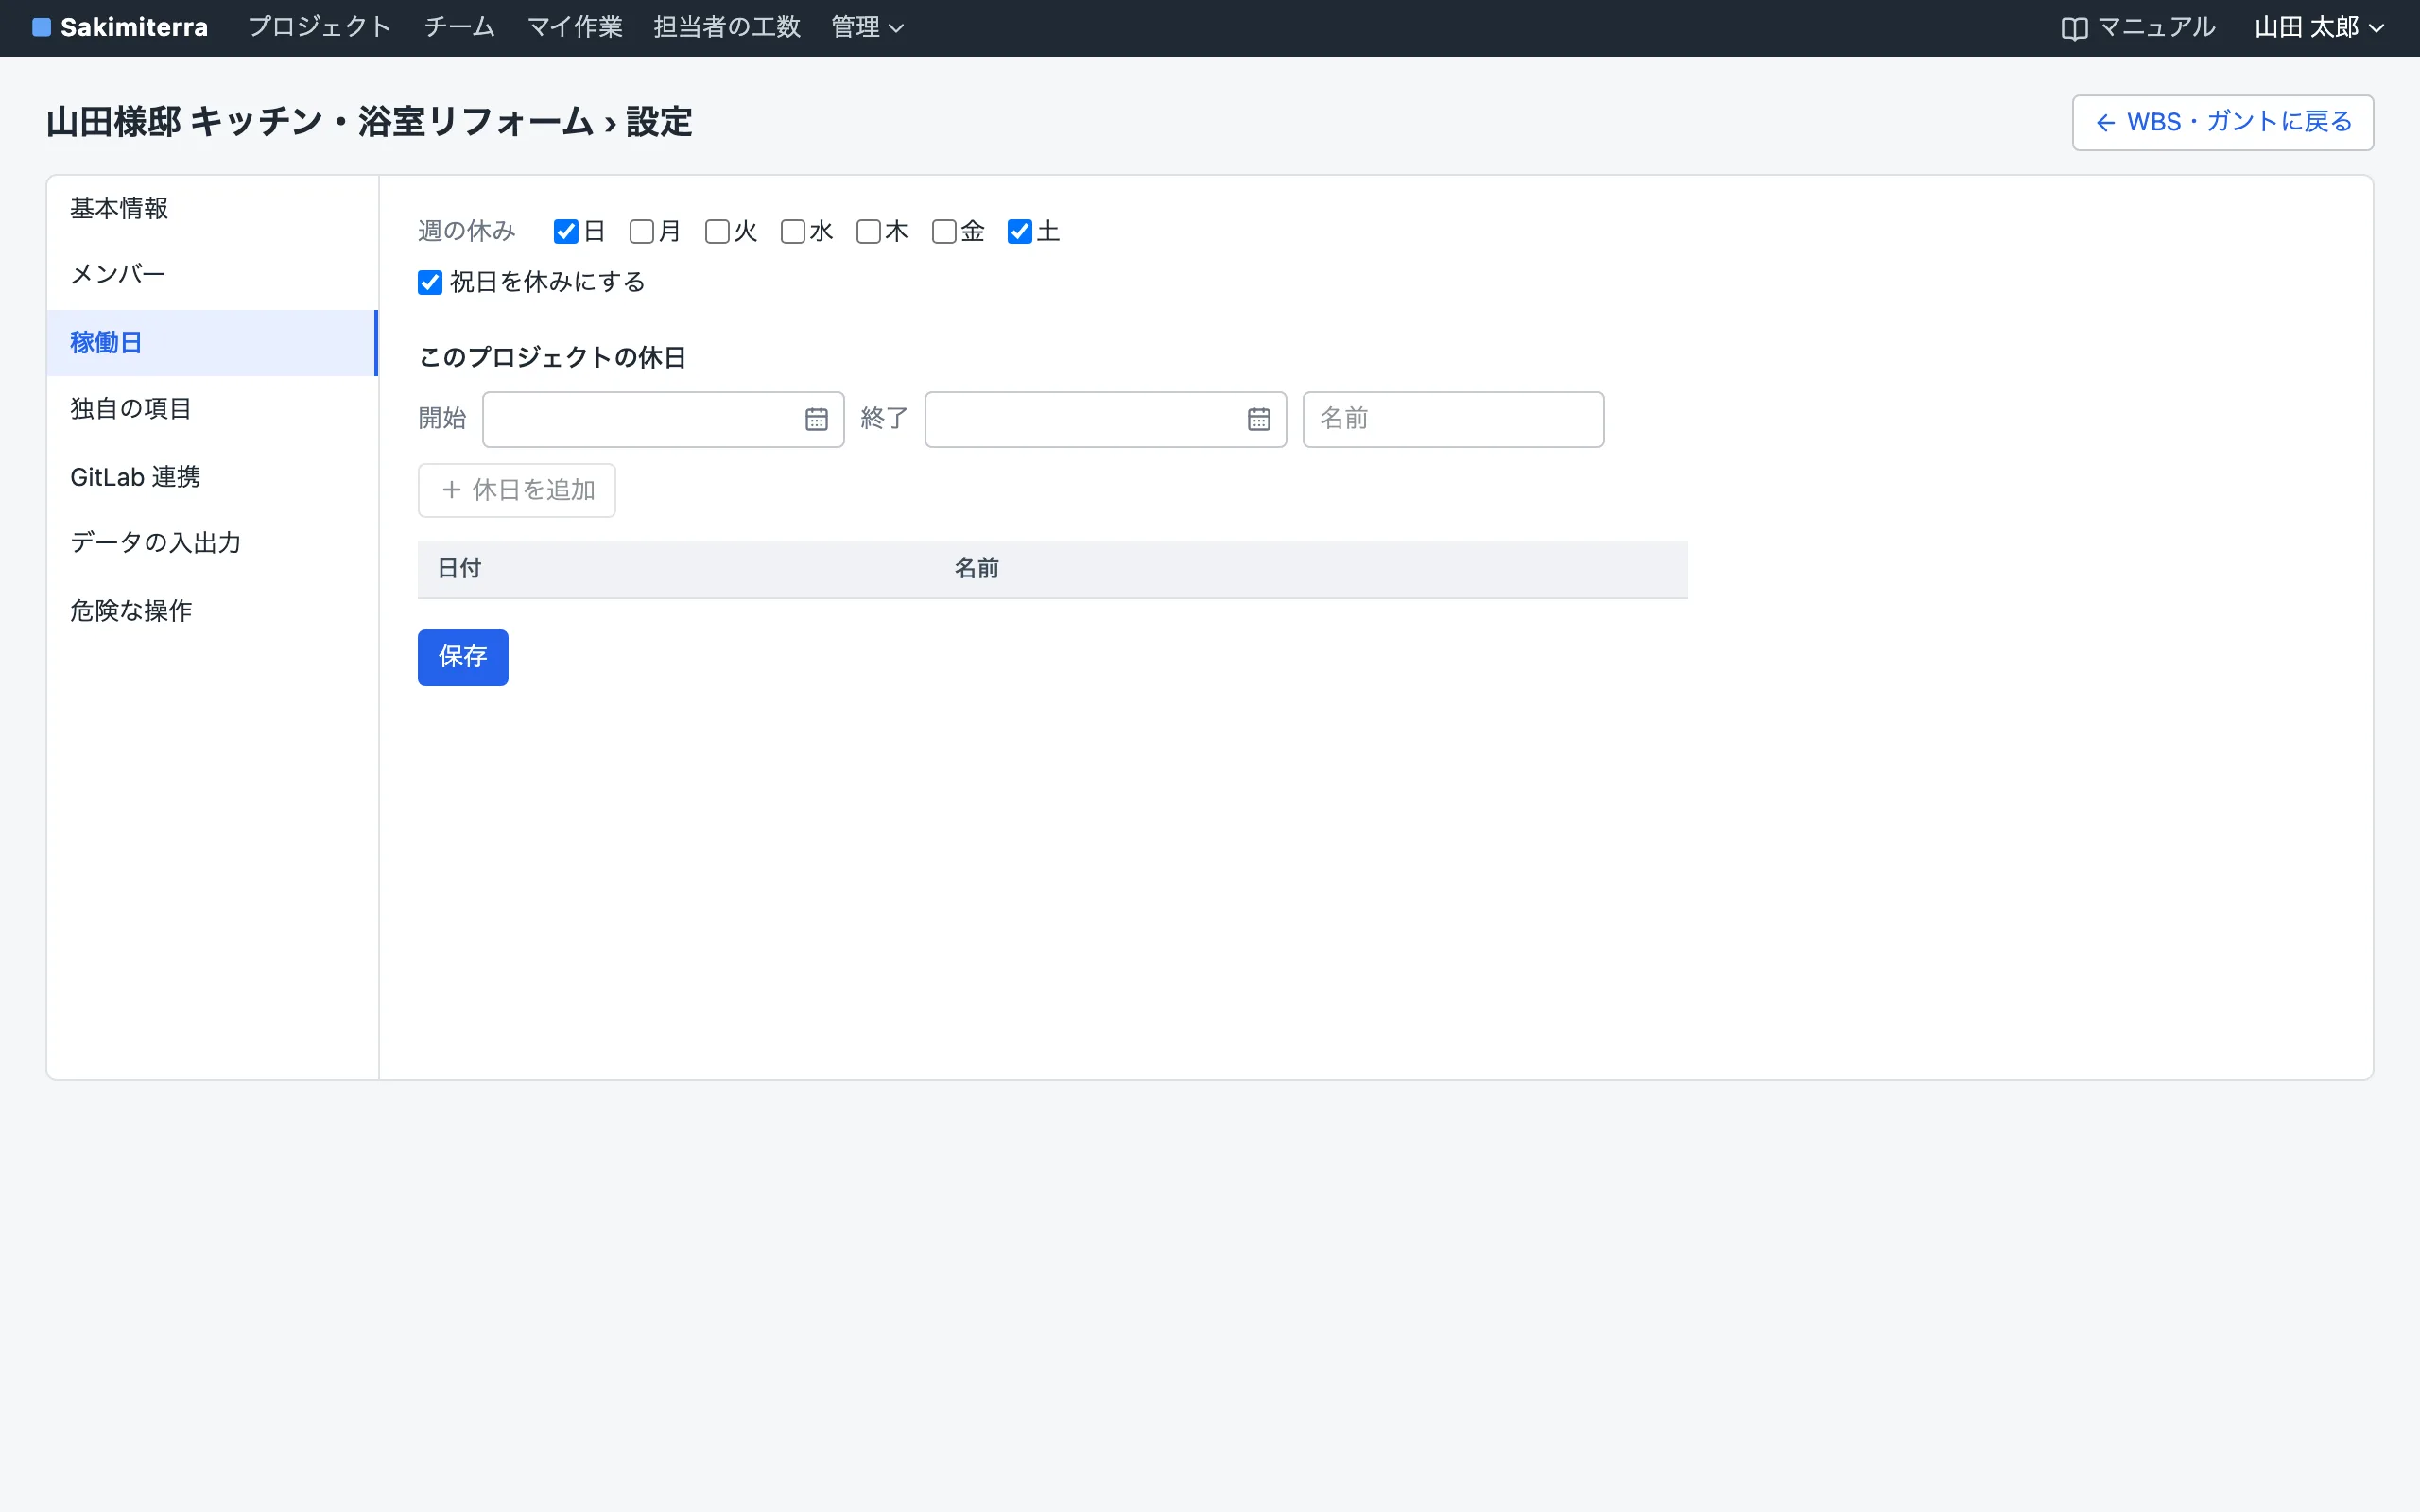 Sakimiterra プロジェクト チーム マイ作業 担当者の工数 管理 マニュアル 山田 太郎
山田様邸 キッチン・浴室リフォーム › 設定
← WBS・ガントに戻る
基本情報
メンバー
稼働日
独自の項目
GitLab 連携
データの入出力
危険な操作
週の休み 日 月 火 水 木 金 土
祝日を休みにする
このプロジェクトの休日
開始 終了 名前
+ 休日を追加
日付 名前
保存